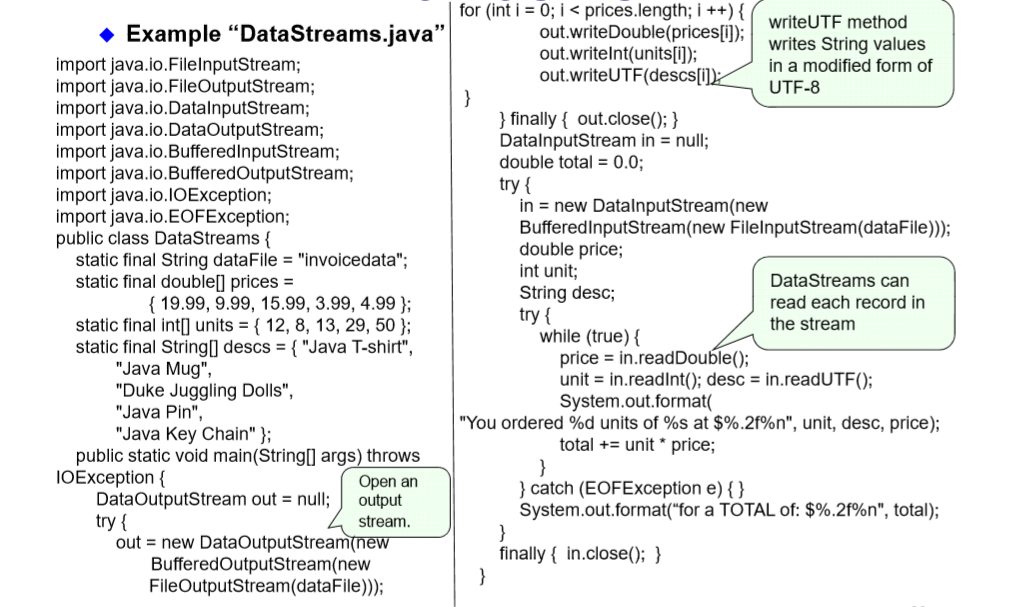 Example “DataStreams.java”
import java.io.FileInputStream;
import java.io.FileOutputStream;
import java.io.DataInputStream;
import java.io.DataOutputStream;
import java.io.BufferedInputStream;
import java.io.BufferedOutputStream;
import java.io.IOException;
import java.io.EOFException;
public class DataStreams {
static final String dataFile = "invoicedata";
static final double[] prices =
{ 19.99, 9.99, 15.99, 3.99, 4.99 };
static final int[] units = { 12, 8, 13, 29, 50 };
static final String[] descs = { "Java T-shirt",
"Java Mug",
"Duke Juggling Dolls",
"Java Pin",
"Java Key Chain" };
public static void main(String[] args) throws
IOException {
DataOutputStream out = null;
try {
out = new DataOutputStream(new
BufferedOutputStream(new
FileOutputStream(dataFile)));
Open an
output
stream.
for (int i = 0; i < prices.length; i ++) {
out.writeDouble(prices[i]);
out.writeInt(units[i]);
out.writeUTF(descs[i]);
}
writeUTF method
writes String values
in a modified form of
UTF-8
} finally { out.close(); }
DataInputStream in = null;
double total = 0.0;
try {
in = new DataInputStream(new
BufferedInputStream(new FileInputStream(dataFile)));
double price;
int unit;
String desc;
try {
while (true) {
price = in.readDouble();
unit = in.readInt(); desc = in.readUTF();
System.out.format(
"You ordered %d units of %s at $%.2f%n", unit, desc, price);
total += unit * price;
}
} catch (EOFException e) { }
System.out.format(“for a TOTAL of: $%.2f%n", total);
}
finally { in.close(); }
}
DataStreams can
read each record in
the stream